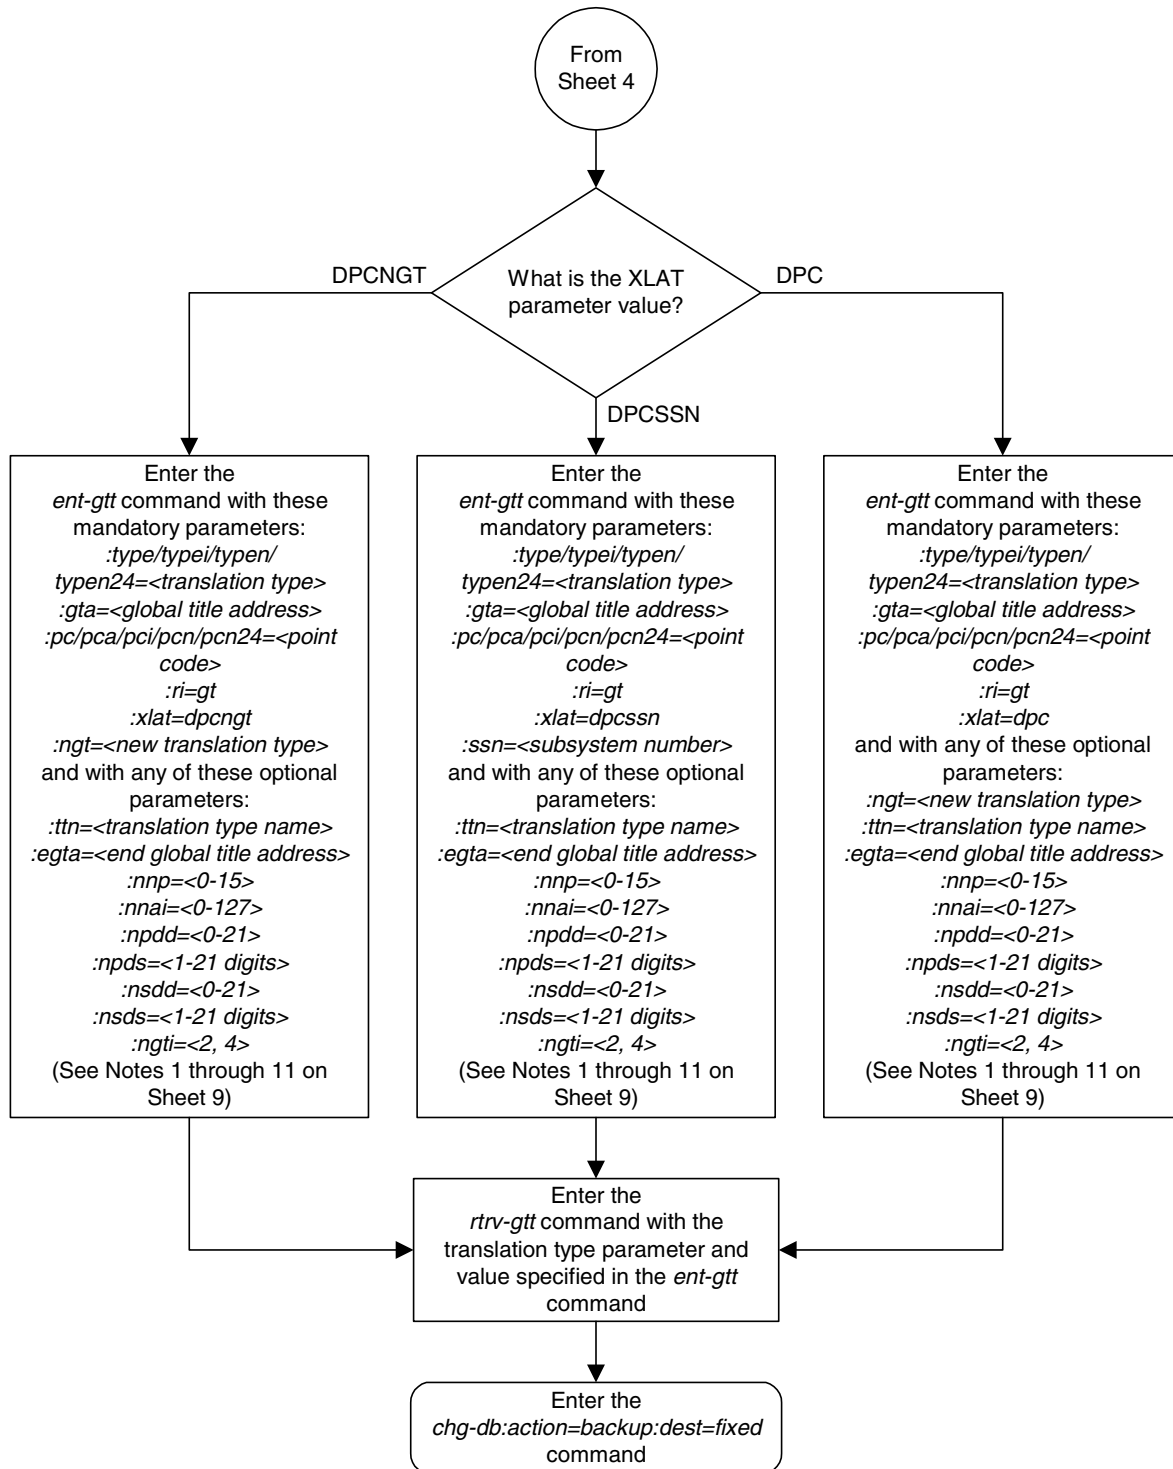 From
Sheet 4
What is the XLAT
parameter value?
DPCNGT
DPC
DPCSSN
Enter the
ent-gtt command with these
mandatory parameters:
:type/typei/typen/
typen24=<translation type>
:gta=<global title address>
:pc/pca/pci/pcn/pcn24=<point
code>
:ri=gt
:xlat=dpcngt
:ngt=<new translation type>
and with any of these optional
parameters:
:ttn=<translation type name>
:egta=<end global title address>
:nnp=<0-15>
:nnai=<0-127>
:npdd=<0-21>
:npds=<1-21 digits>
:nsdd=<0-21>
:nsds=<1-21 digits>
:ngti=<2, 4>
(See Notes 1 through 11 on
Sheet 9)
Enter the
ent-gtt command with these
mandatory parameters:
:type/typei/typen/
typen24=<translation type>
:gta=<global title address>
:pc/pca/pci/pcn/pcn24=<point
code>
:ri=gt
:xlat=dpcssn
:ssn=<subsystem number>
and with any of these optional
parameters:
:ttn=<translation type name>
:egta=<end global title address>
:nnp=<0-15>
:nnai=<0-127>
:npdd=<0-21>
:npds=<1-21 digits>
:nsdd=<0-21>
:nsds=<1-21 digits>
:ngti=<2, 4>
(See Notes 1 through 11 on
Sheet 9)
Enter the
ent-gtt command with these
mandatory parameters:
:type/typei/typen/
typen24=<translation type>
:gta=<global title address>
:pc/pca/pci/pcn/pcn24=<point
code>
:ri=gt
:xlat=dpc
and with any of these optional
parameters:
:ngt=<new translation type>
:ttn=<translation type name>
:egta=<end global title address>
:nnp=<0-15>
:nnai=<0-127>
:npdd=<0-21>
:npds=<1-21 digits>
:nsdd=<0-21>
:nsds=<1-21 digits>
:ngti=<2, 4>
(See Notes 1 through 11 on
Sheet 9)
Enter the
rtrv-gtt command with the
translation type parameter and
value specified in the ent-gtt
command
Enter the
chg-db:action=backup:dest=fixed
command